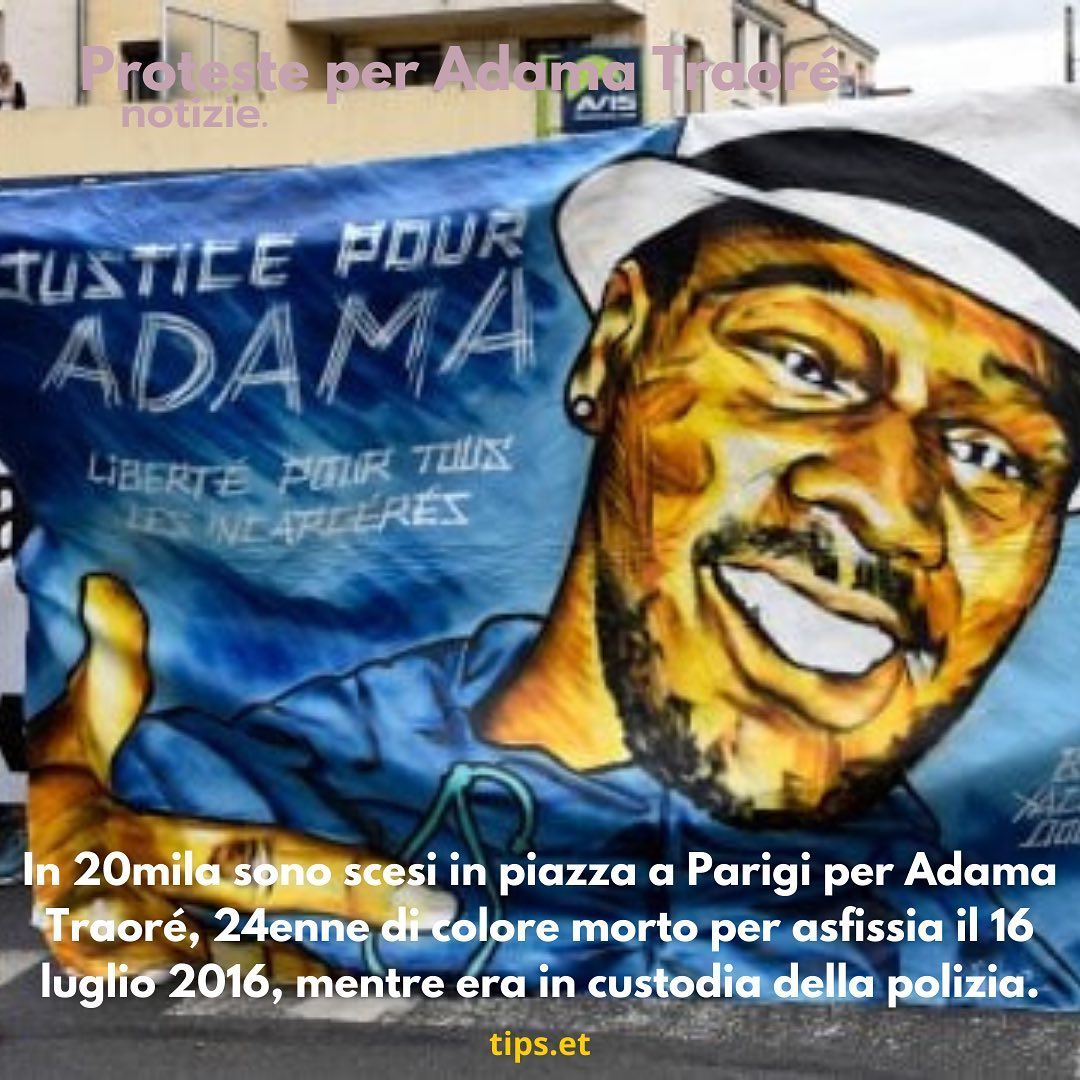 Proteste per Adama Traoré
notizie.
AVIS
JUSTICE POUR
ADAMA
LIBERTÉ POUR TOUS
LES INCARCÉRÉS
In 20mila sono scesi in piazza a Parigi per Adama
Traoré, 24enne di colore morto per asfissia il 16
luglio 2016, mentre era in custodia della polizia.
tips.et